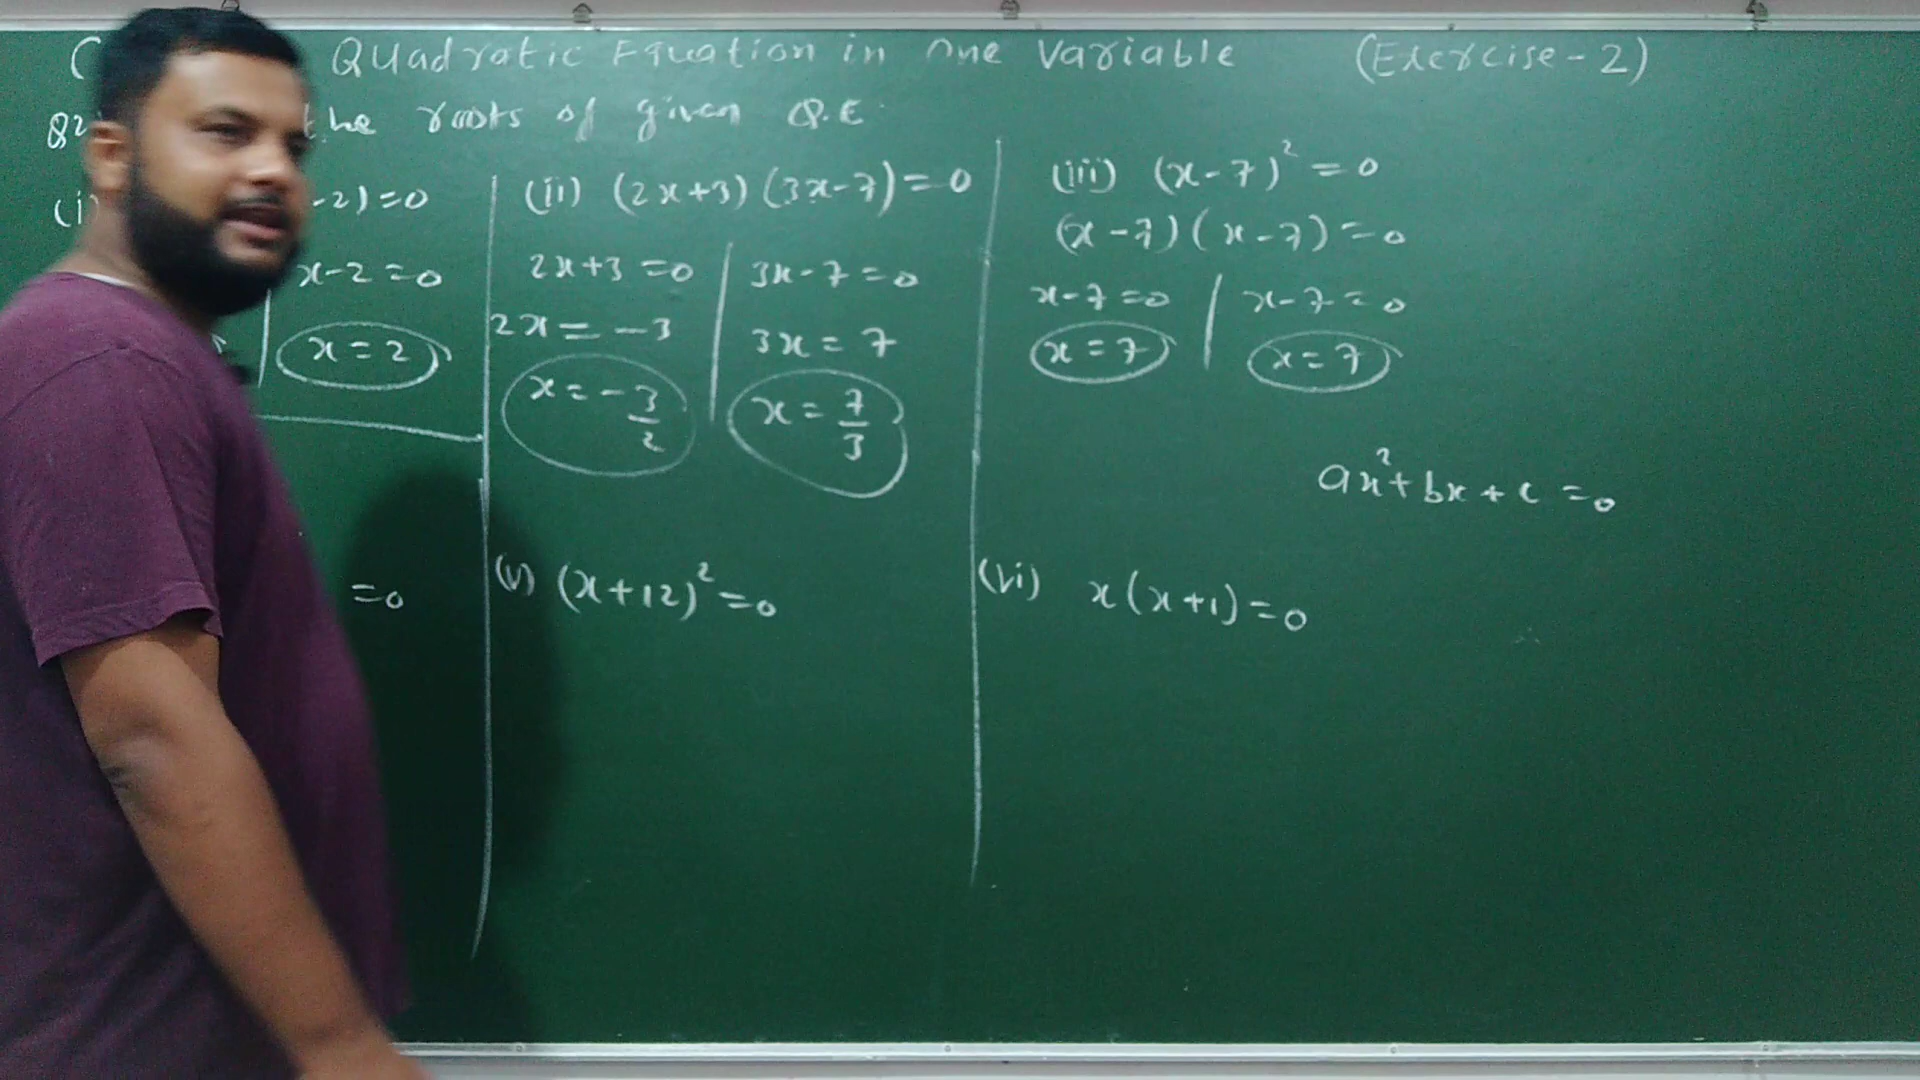 Quadratic Equation in one Variable (Exercise-2)
Q2 the roots of given Q.E.
(i) -2)=0
x-2=0
x=2
(ii) (2x+3)(3x-7)=0
2x+3=0 3x-7=0
2x=-3 3x=7
x=-3/2 x=7/3
(iii) (x-7)²=0
(x-7)(x-7)=0
x-7=0 x-7=0
x=7 x=7
ax²+bx+c=0
=0
(v) (x+12)²=0
(vi) x(x+1)=0